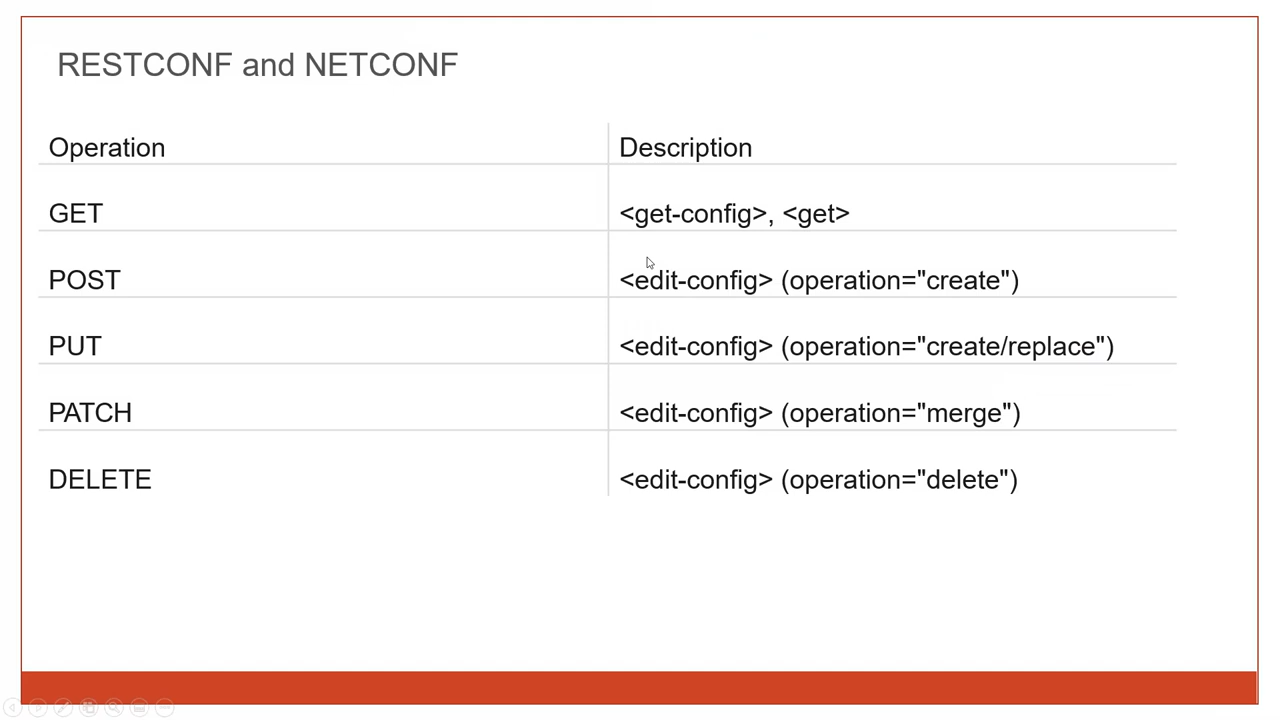 RESTCONF and NETCONF
Operation Description
GET <get-config>, <get>
POST <edit-config> (operation="create")
PUT <edit-config> (operation="create/replace")
PATCH <edit-config> (operation="merge")
DELETE <edit-config> (operation="delete")